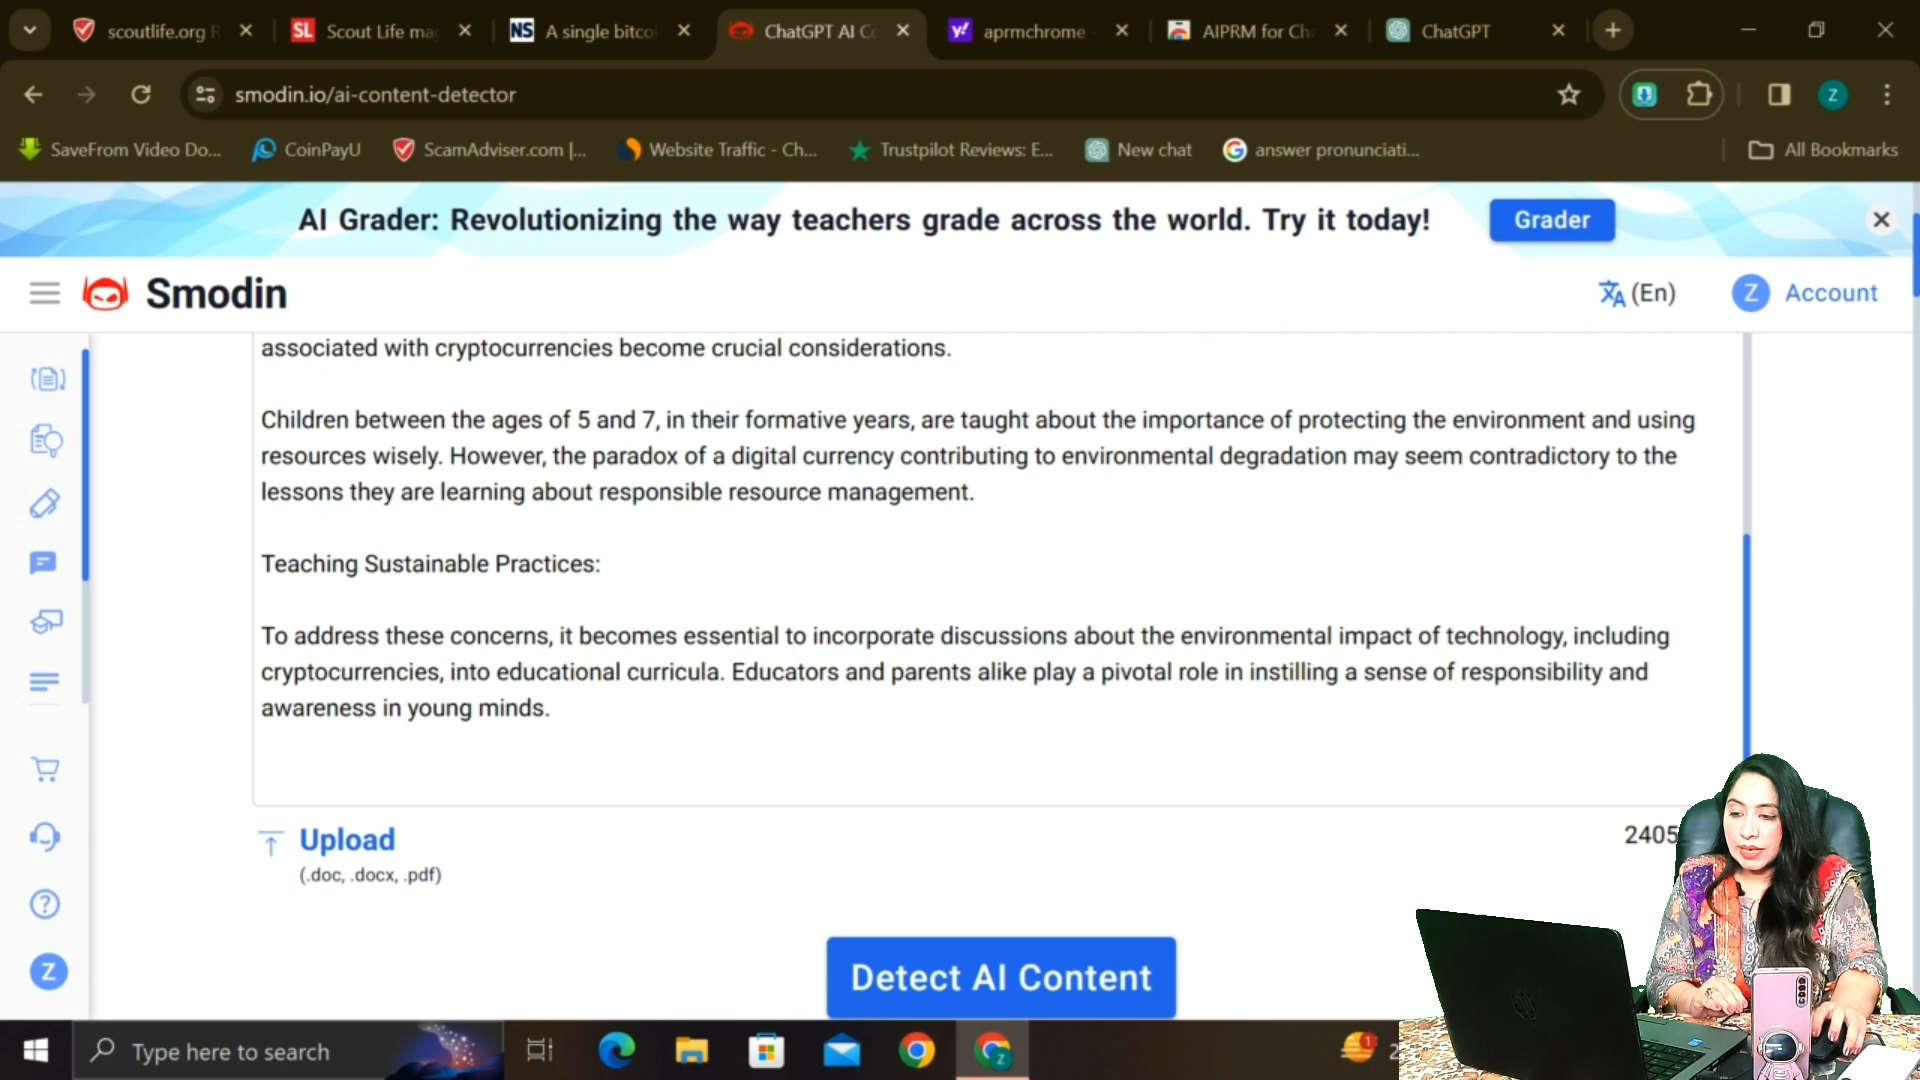 scoutlife.org
Scout Life
NS
A single bitco
ChatGPT AI Co
aprmchrome
AIPRM for Ch
ChatGPT
smodin.io/ai-content-detector
SaveFrom Video Do...
CoinPayU
ScamAdviser.com |...
Website Traffic - Ch...
Trustpilot Reviews: E...
New chat
answer pronunciati...
All Bookmarks
AI Grader: Revolutionizing the way teachers grade across the world. Try it today!
Grader
Smodin
(En)
Z
Account
associated with cryptocurrencies become crucial considerations.
Children between the ages of 5 and 7, in their formative years, are taught about the importance of protecting the environment and using
resources wisely. However, the paradox of a digital currency contributing to environmental degradation may seem contradictory to the
lessons they are learning about responsible resource management.
Teaching Sustainable Practices:
To address these concerns, it becomes essential to incorporate discussions about the environmental impact of technology, including
cryptocurrencies, into educational curricula. Educators and parents alike play a pivotal role in instilling a sense of responsibility and
awareness in young minds.
Upload
(.doc, .docx, .pdf)
2405
Detect AI Content
Z
Type here to search